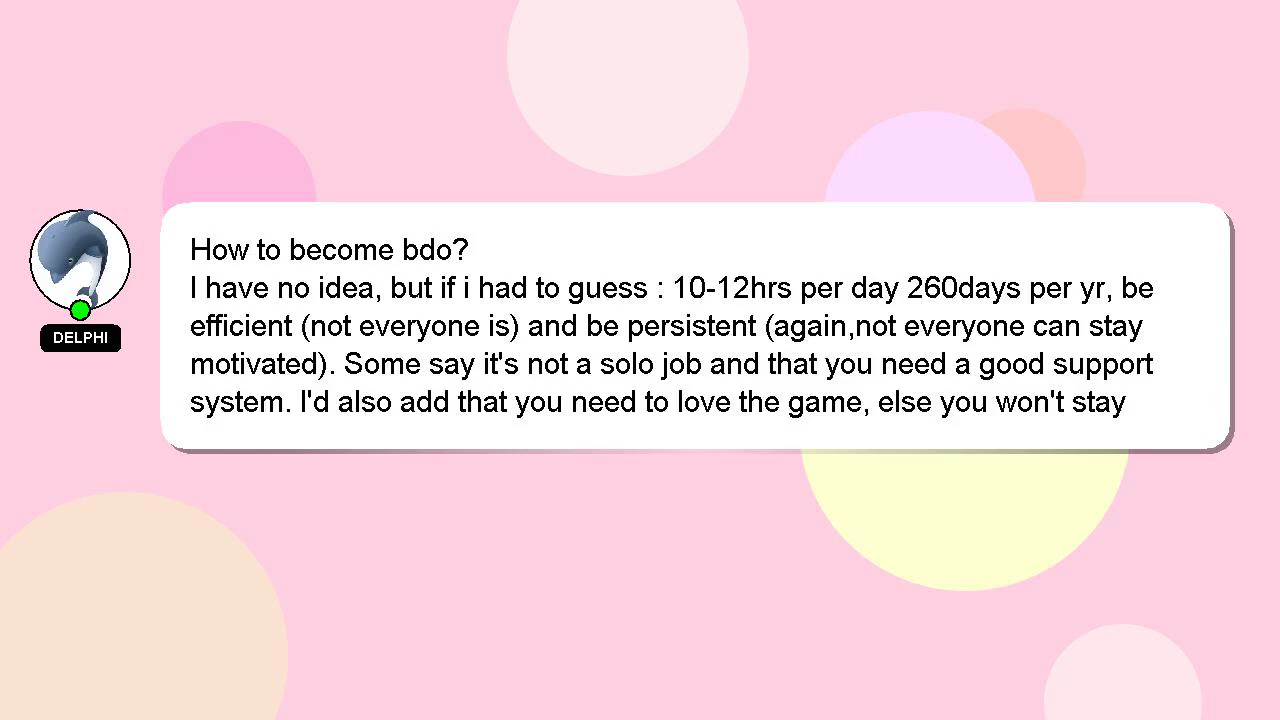 How to become bdo?
I have no idea, but if i had to guess : 10-12hrs per day 260days per yr, be
efficient (not everyone is) and be persistent (again,not everyone can stay
motivated). Some say it's not a solo job and that you need a good support
system. I'd also add that you need to love the game, else you won't stay
DELPHI